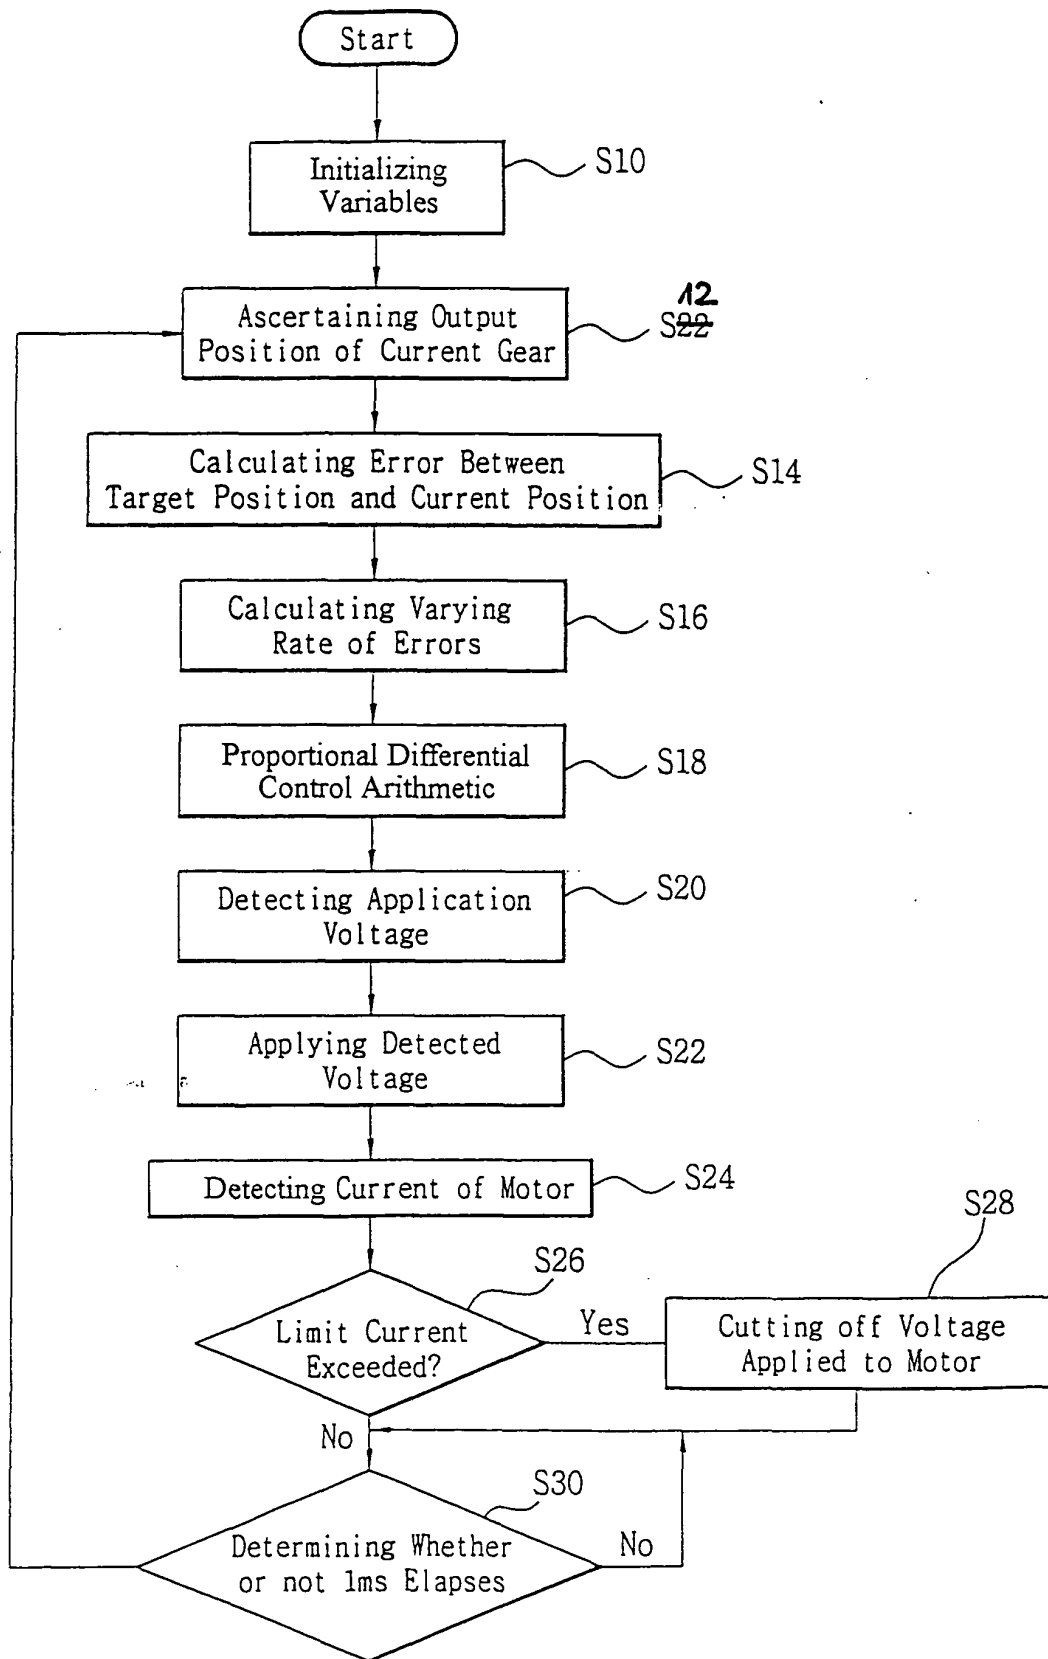 Start
Initializing
Variables
S10
Ascertaining Output
Position of Current Gear
12
S22
Calculating Error Between
Target Position and Current Position
S14
Calculating Varying
Rate of Errors
S16
Proportional Differential
Control Arithmetic
S18
Detecting Application
Voltage
S20
Applying Detected
Voltage
S22
Detecting Current of Motor
S24
Limit Current
Exceeded?
S26
Yes
Cutting off Voltage
Applied to Motor
S28
No
Determining Whether
or not 1ms Elapses
S30
No